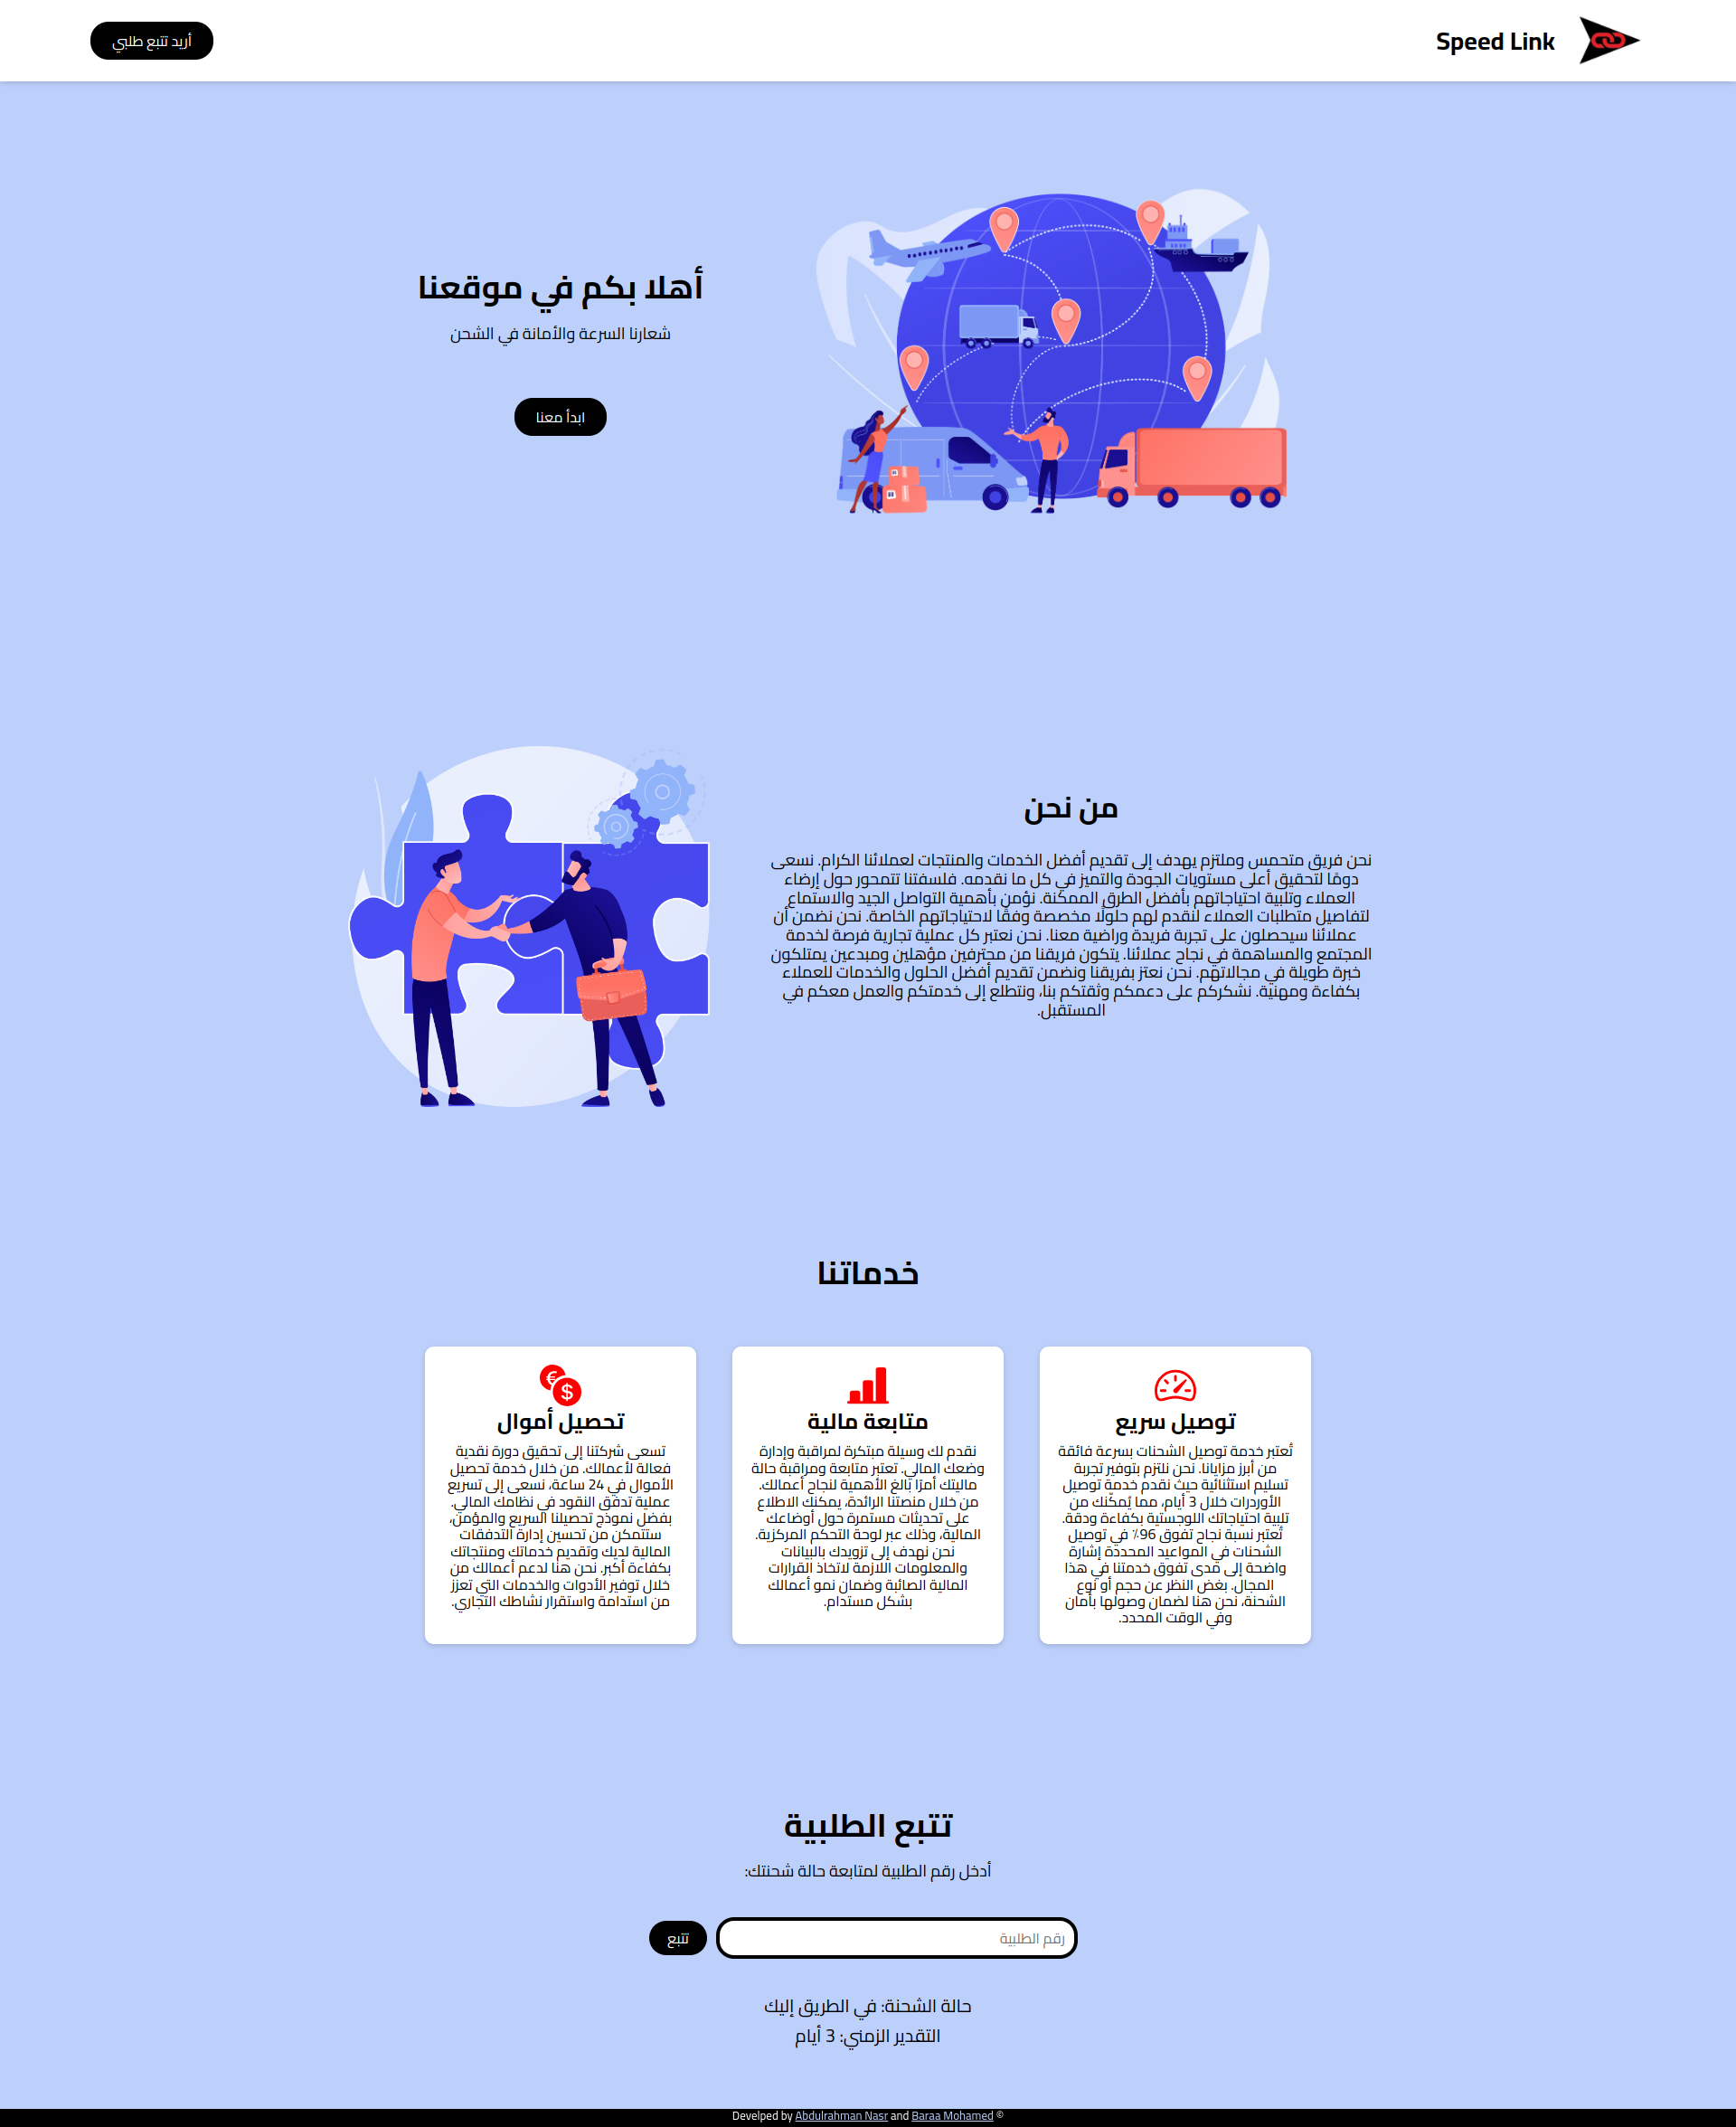 Speed Link
أريد تتبع طلبي
أهلا بكم في موقعنا
شعارنا السرعة والأمانة في الشحن
ابدأ معنا
من نحن
نحن فريق متحمس وملتزم يهدف إلى تقديم أفضل الخدمات والمنتجات لعملائنا الكرام. نسعى
دومًا لتحقيق أعلى مستويات الجودة والتميز في كل ما نقدمه. فلسفتنا تتمحور حول إرضاء
العملاء وتلبية احتياجاتهم بأفضل الطرق الممكنة. نؤمن بأهمية التواصل الجيد والاستماع
لتفاصيل متطلبات العملاء لنقدم لهم حلولًا مخصصة وفقًا لاحتياجاتهم الخاصة. نحن نضمن أن
عملائنا سيحصلون على تجربة فريدة وراضية معنا. نحن نعتبر كل عملية تجارية فرصة لخدمة
المجتمع والمساهمة في نجاح عملائنا. يتكون فريقنا من محترفين مؤهلين ومبدعين يمتلكون
خبرة طويلة في مجالاتهم. نحن نعتز بفريقنا ونضمن تقديم أفضل الحلول والخدمات للعملاء
بكفاءة ومهنية. نشكركم على دعمكم وثقتكم بنا، ونتطلع إلى خدمتكم والعمل معكم في
المستقبل.
خدماتنا
توصيل سريع
تُعتبر خدمة توصيل الشحنات بسرعة فائقة
من أبرز مزايانا. نحن نلتزم بتوفير تجربة
تسليم استثنائية حيث نقدم خدمة توصيل
الأوردرات خلال 3 أيام، مما يُمكّنك من
تلبية احتياجاتك اللوجستية بكفاءة ودقة.
تُعتبر نسبة نجاح تفوق 96٪ في توصيل
الشحنات في المواعيد المحددة إشارة
واضحة إلى مدى تفوق خدمتنا في هذا
المجال. بغض النظر عن حجم أو نوع
الشحنة، نحن هنا لضمان وصولها بأمان
وفي الوقت المحدد.
متابعة مالية
نقدم لك وسيلة مبتكرة لمراقبة وإدارة
وضعك المالي. تعتبر متابعة ومراقبة حالة
ماليتك أمرًا بالغ الأهمية لنجاح أعمالك.
من خلال منصتنا الرائدة، يمكنك الاطلاع
على تحديثات مستمرة حول أوضاعك
المالية، وذلك عبر لوحة التحكم المركزية.
نحن نهدف إلى تزويدك بالبيانات
والمعلومات اللازمة لاتخاذ القرارات
المالية الصائبة وضمان نمو أعمالك
بشكل مستدام.
تحصيل أموال
تسعى شركتنا إلى تحقيق دورة نقدية
فعالة لأعمالك. من خلال خدمة تحصيل
الأموال في 24 ساعة، نسعى إلى تسريع
عملية تدفق النقود في نظامك المالي.
بفضل نموذج تحصيلنا السريع والمؤمن،
ستتمكن من تحسين إدارة التدفقات
المالية لديك وتقديم خدماتك ومنتجاتك
بكفاءة أكبر. نحن هنا لدعم أعمالك من
خلال توفير الأدوات والخدمات التي تعزز
من استدامة واستقرار نشاطك التجاري.
تتبع الطلبية
أدخل رقم الطلبية لمتابعة حالة شحنتك:
رقم الطلبية
تتبع
حالة الشحنة: في الطريق إليك
التقدير الزمني: 3 أيام
Develped by Abdulrahman Nasr and Baraa Mohamed ©